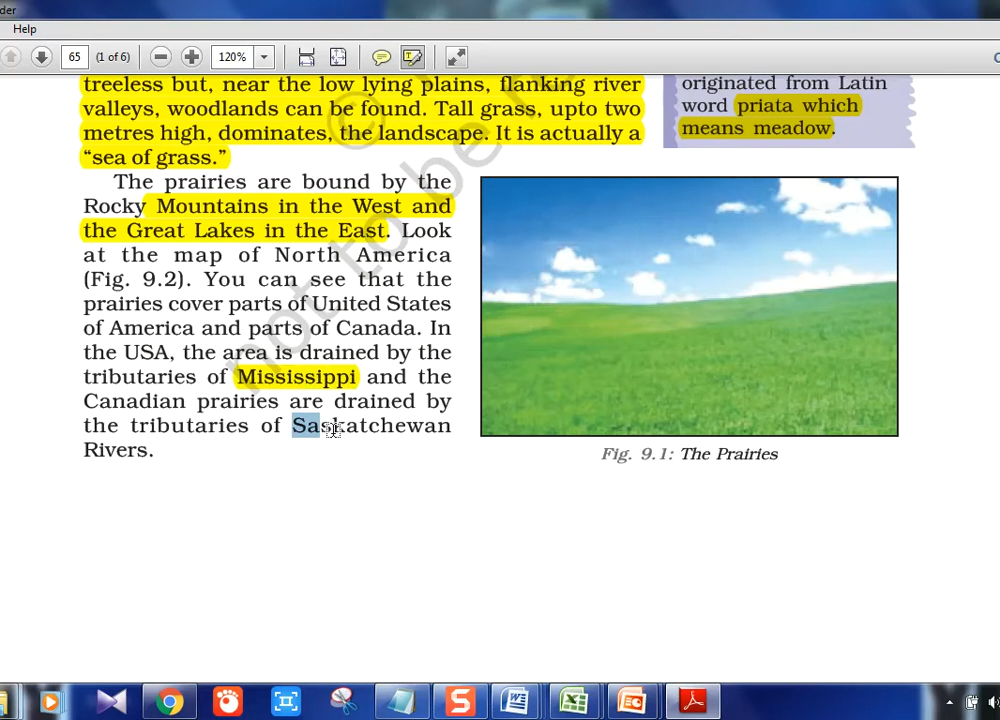 der
Help
65 (1 of 6) 120%
treeless but, near the low lying plains, flanking river
valleys, woodlands can be found. Tall grass, upto two
metres high, dominates, the landscape. It is actually a
“sea of grass.”
originated from Latin
word priata which
means meadow.
The prairies are bound by the
Rocky Mountains in the West and
the Great Lakes in the East. Look
at the map of North America
(Fig. 9.2). You can see that the
prairies cover parts of United States
of America and parts of Canada. In
the USA, the area is drained by the
tributaries of Mississippi and the
Canadian prairies are drained by
the tributaries of Saskatchewan
Rivers.
Fig. 9.1: The Prairies
© not to be r